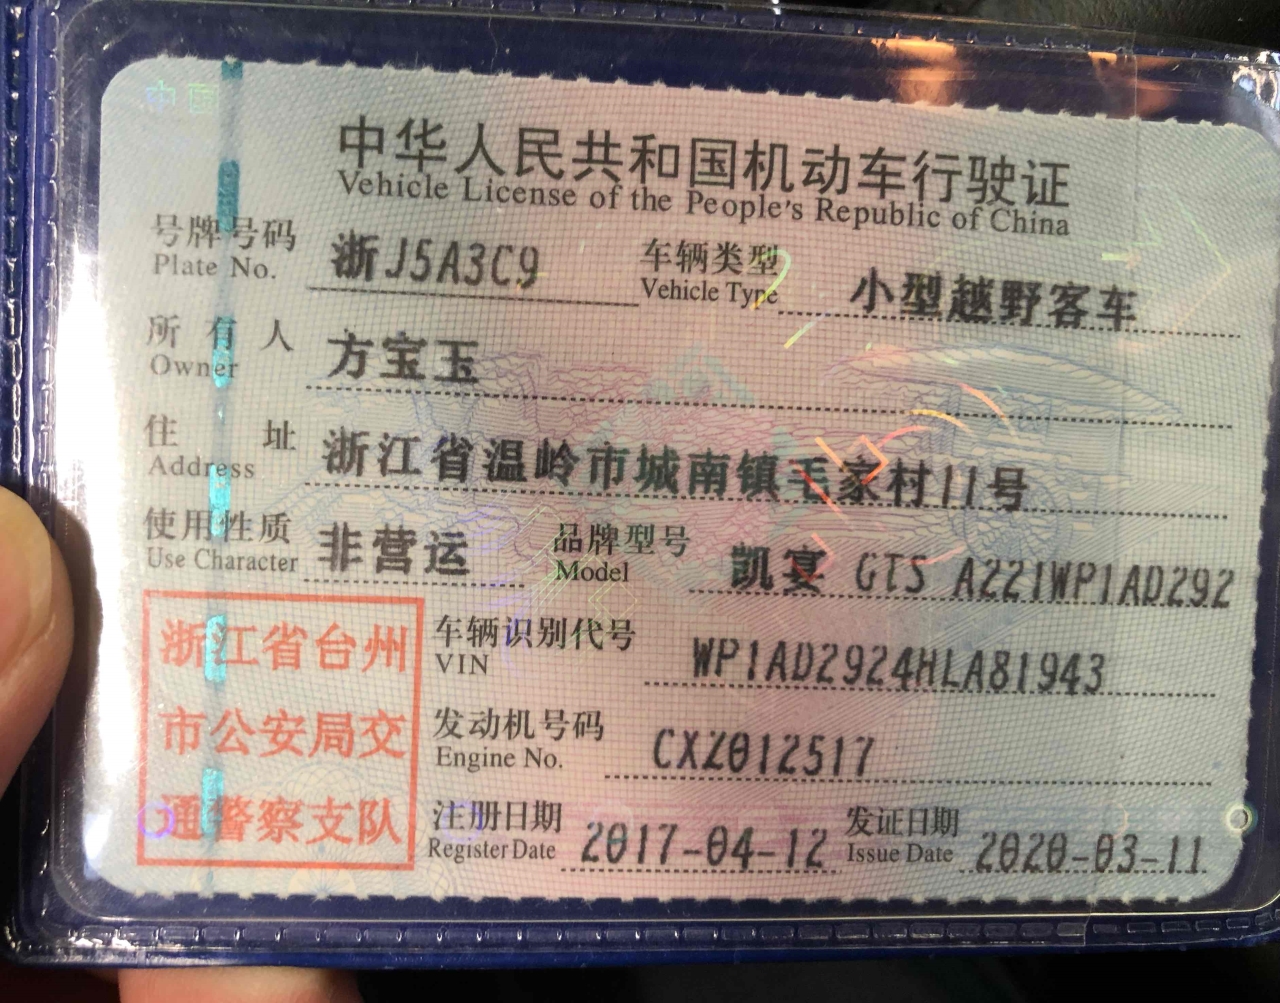 中国
中华人民共和国机动车行驶证
Vehicle License of the People's Republic of China
号牌号码 浙J5A3C9 车辆类型 小型越野客车
Plate No. Vehicle Type
所有人 方宝玉
Owner
住址 浙江省温岭市城南镇毛家村11号
Address
使用性质 非营运 品牌型号 凯宴 GTS A221WP1AD292
Use Character Model
浙江省台州
市公安局交
通警察支队
车辆识别代号 WP1AD2924HLA81943
VIN
发动机号码 CXZ012517
Engine No.
注册日期 2017-04-12 发证日期 2020-03-11
Register Date Issue Date